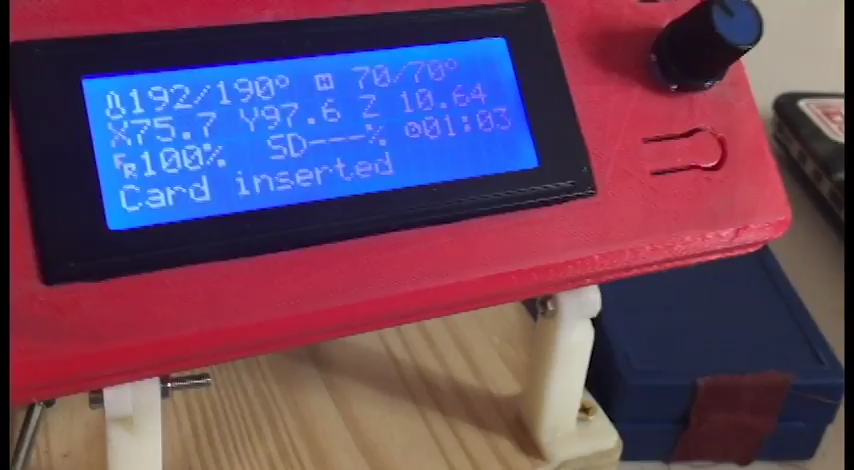 192/190° 70/70°
X75.7 Y97.6 Z 10.64
FR100% SD---% 01:03
Card inserted